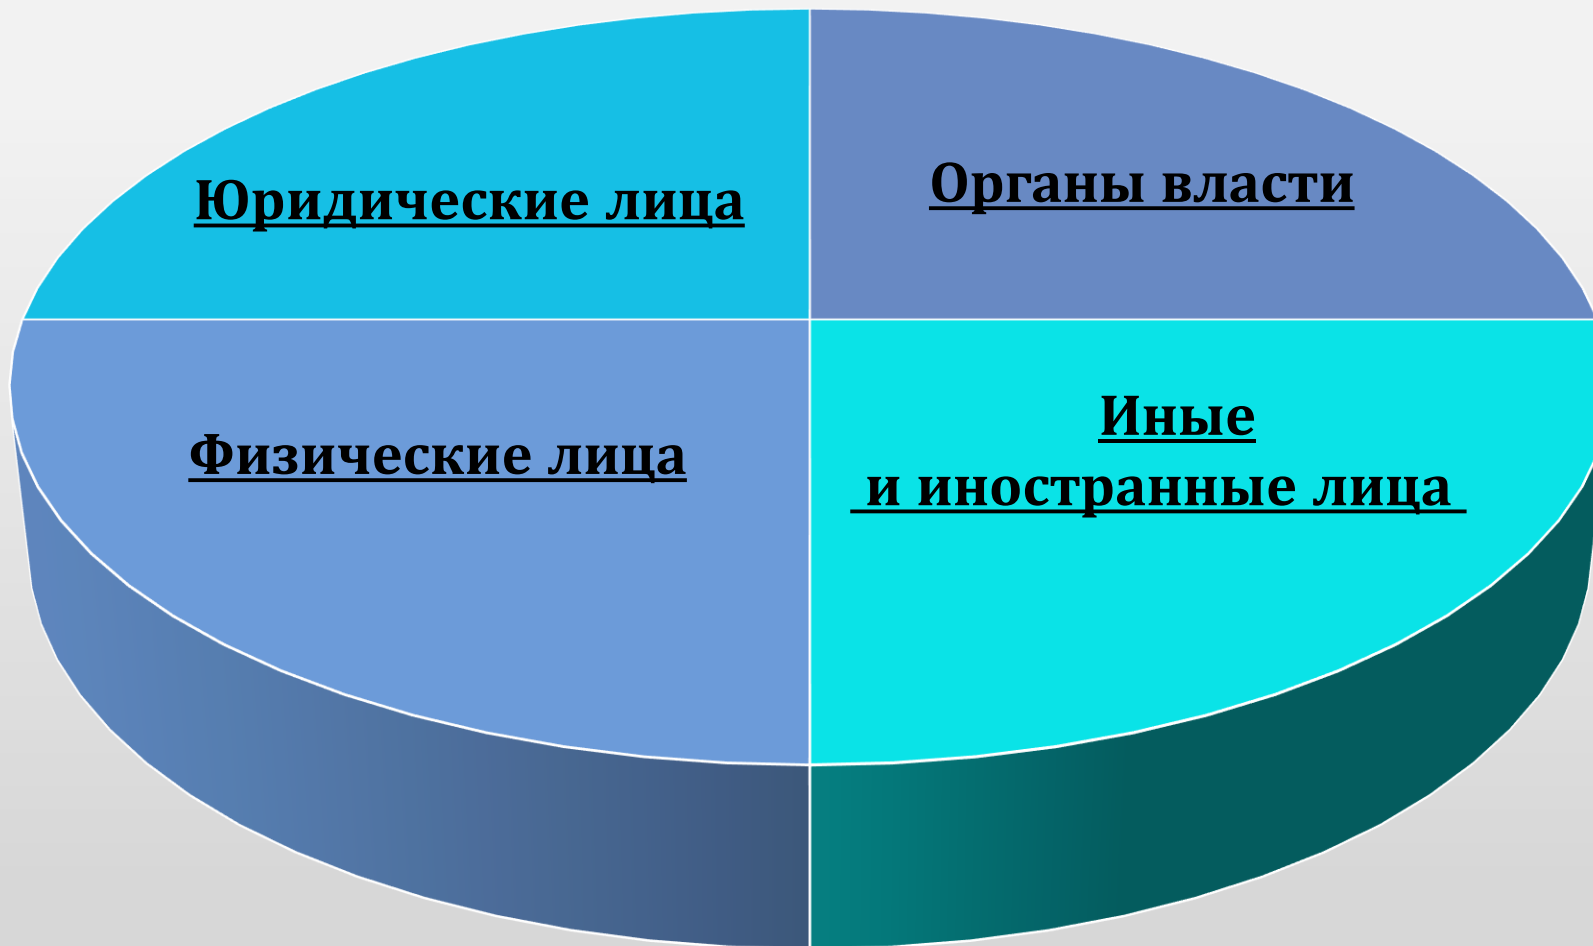 Юридические лица
Органы власти
Физические лица
Иные
и иностранные лица